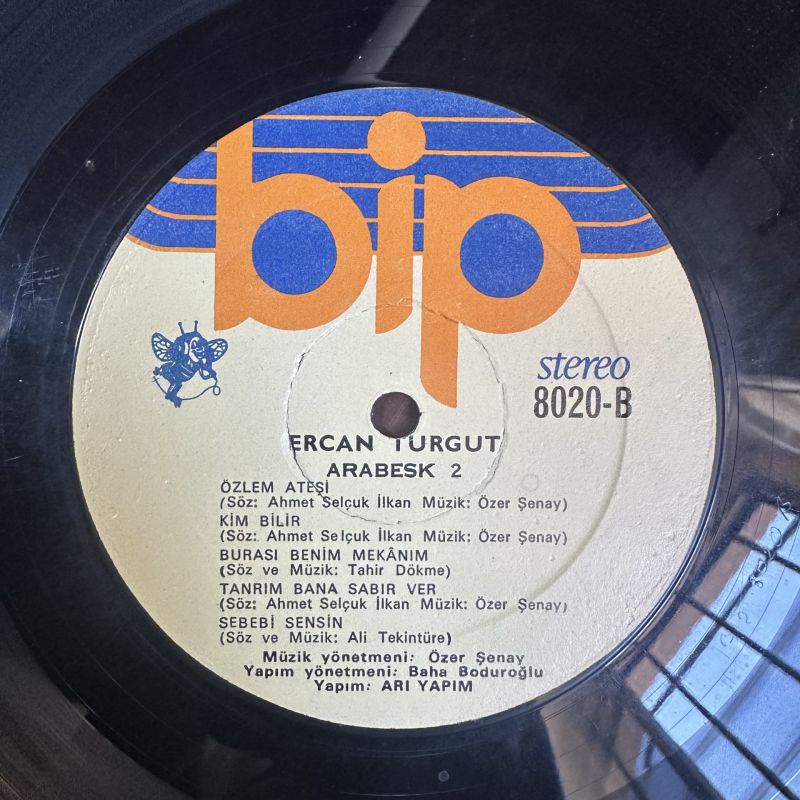 bip
stereo
8020-B
ERCAN TURGUT
ARABESK 2
ÖZLEM ATEŞİ
(Söz: Ahmet Selçuk İlkan Müzik: Özer Şenay)
KİM BİLİR
(Söz: Ahmet Selçuk İlkan Müzik: Özer Şenay)
BURASI BENİM MEKÂNIM
(Söz ve Müzik: Tahir Dökme)
TANRIM BANA SABIR VER
(Söz: Ahmet Selçuk İlkan Müzik: Özer Şenay)
SEBEBİ SENSİN
(Söz ve Müzik: Ali Tekintüre)
Müzik yönetmeni: Özer Şenay
Yapım yönetmeni: Baha Boduroğlu
Yapım: ARI YAPIM